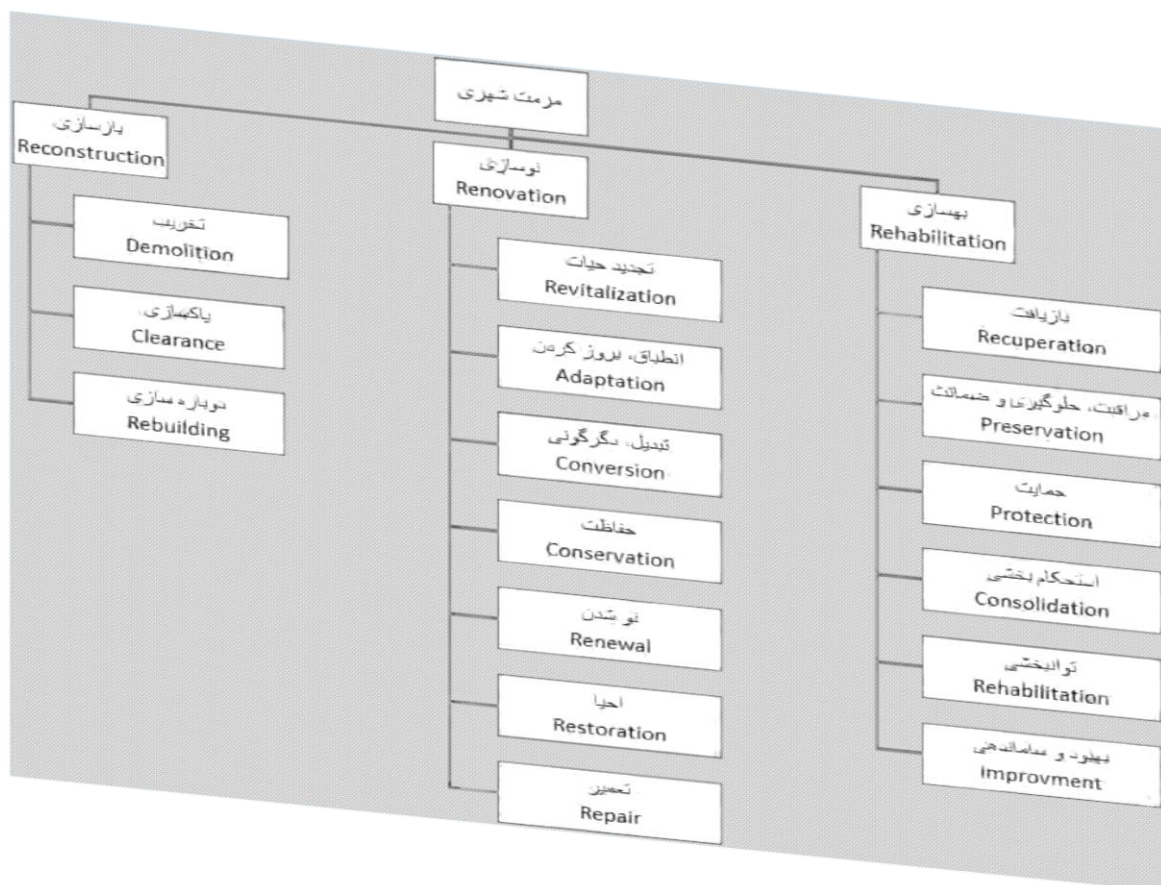 مرمت شهری
بازسازی
Reconstruction
تخریب
Demolition
پاکسازی
Clearance
دوباره سازی
Rebuilding
نوسازی
Renovation
تجدید حیات
Revitalization
انطباق، بروز کردن
Adaptation
تبدیل، دگرگونی
Conversion
حفاظت
Conservation
نو شدن
Renewal
احیا
Restoration
تعمیر
Repair
بهسازی
Rehabilitation
بازیافت
Recuperation
مراقبت، جلوگیری و ضمانت
Preservation
حمایت
Protection
استحکام بخشی
Consolidation
توانبخشی
Rehabilitation
بهبود و ساماندهی
Improvment